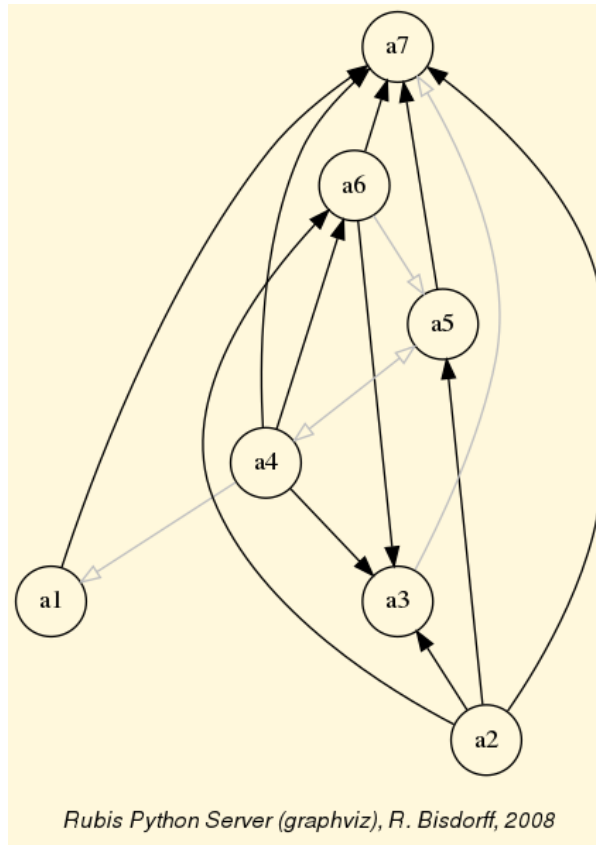 a7
a6
a5
a4
a1
a3
a2
Rubis Python Server (graphviz), R. Bisdorff, 2008